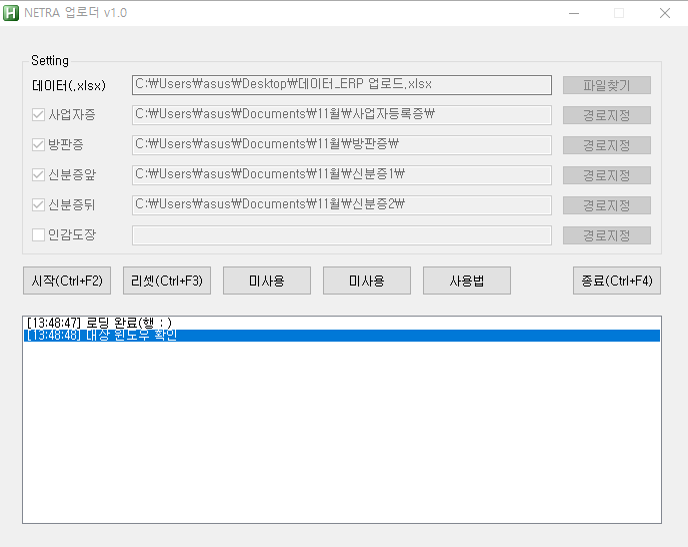 NETRA 업로더 v1.0
Setting
데이터(.xlsx) C:₩Users₩asus₩Desktop₩데이터_ERP 업로드.xlsx 파일찾기
사업자증 C:₩Users₩asus₩Documents₩11월₩사업자등록증₩ 경로지정
방판증 C:₩Users₩asus₩Documents₩11월₩방판증₩ 경로지정
신분증앞 C:₩Users₩asus₩Documents₩11월₩신분증1₩ 경로지정
신분증뒤 C:₩Users₩asus₩Documents₩11월₩신분증2₩ 경로지정
인감도장 경로지정
시작(Ctrl+F2) 리셋(Ctrl+F3) 미사용 미사용 사용법 종료(Ctrl+F4)
[13:48:47] 로딩 완료(행 : )
[13:48:48] 대상 윈도우 확인